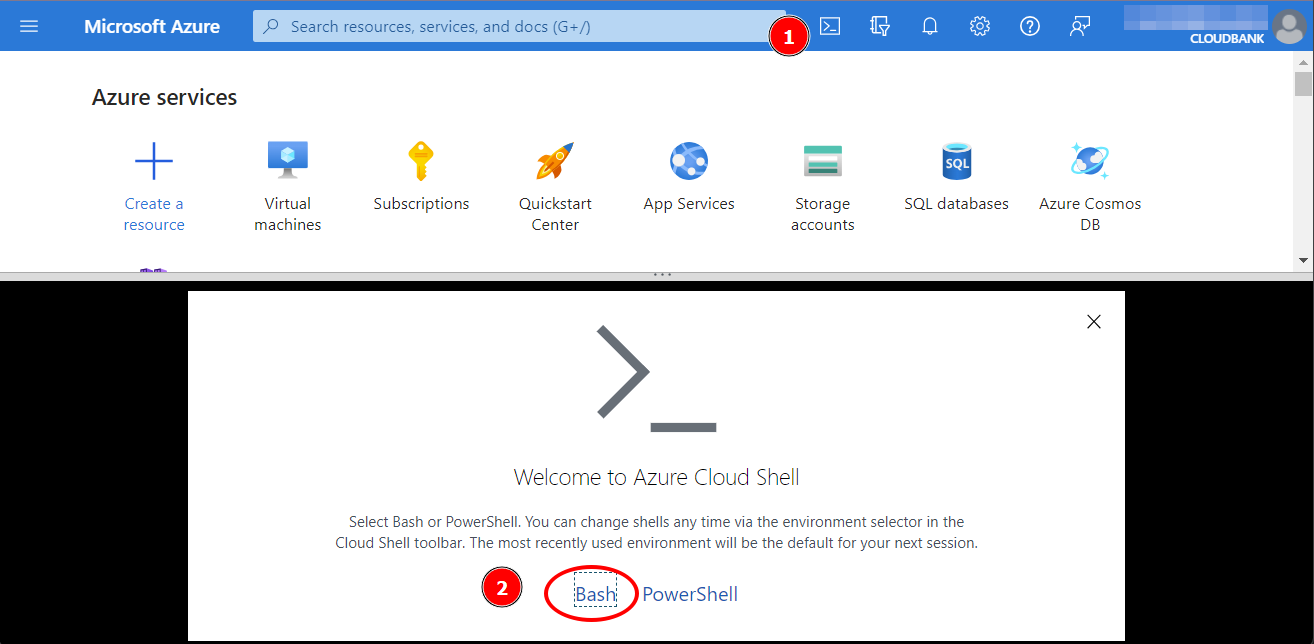 Microsoft Azure
Search resources, services, and docs (G+/)
1
CLOUDBANK
Azure services
Create a
resource
Virtual
machines
Subscriptions
Quickstart
Center
App Services
Storage
accounts
SQL
SQL databases
Azure Cosmos
DB
Welcome to Azure Cloud Shell
Select Bash or PowerShell. You can change shells any time via the environment selector in the
Cloud Shell toolbar. The most recently used environment will be the default for your next session.
2
Bash PowerShell